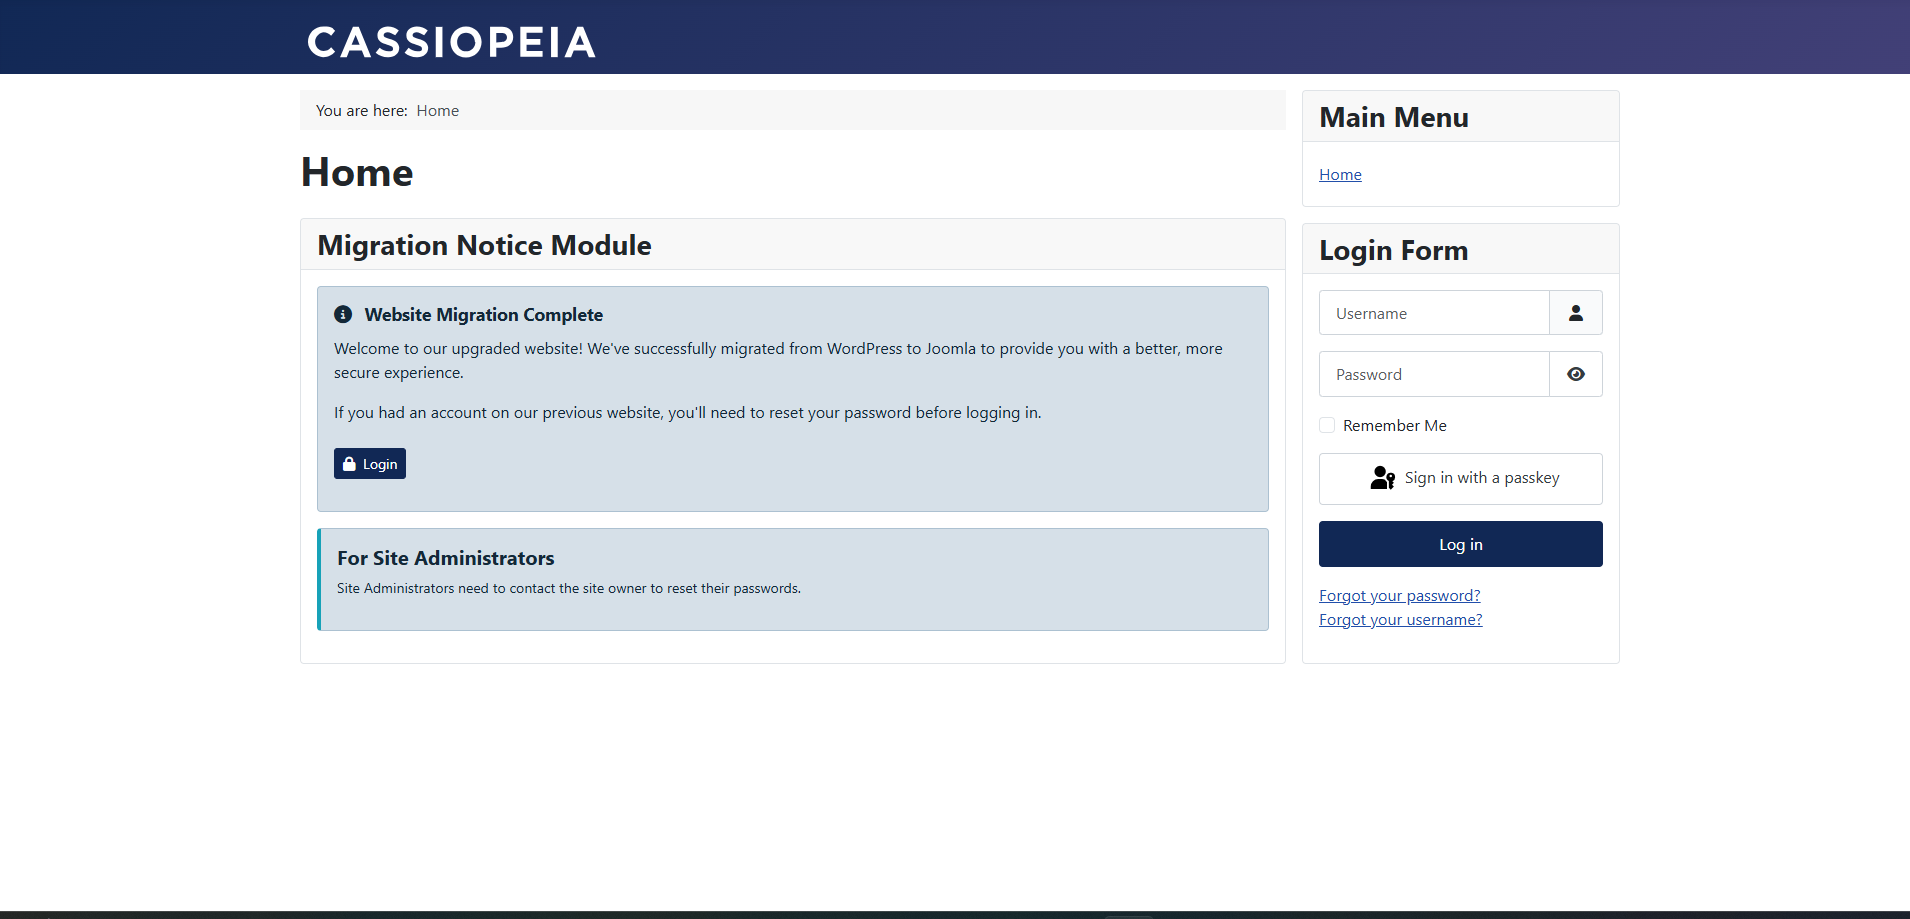 CASSIOPEIA
You are here: Home
Home
Migration Notice Module
Website Migration Complete
Welcome to our upgraded website! We've successfully migrated from WordPress to Joomla to provide you with a better, more
secure experience.
If you had an account on our previous website, you'll need to reset your password before logging in.
Login
For Site Administrators
Site Administrators need to contact the site owner to reset their passwords.
Main Menu
Home
Login Form
Username
Password
Remember Me
Sign in with a passkey
Log in
Forgot your password?
Forgot your username?